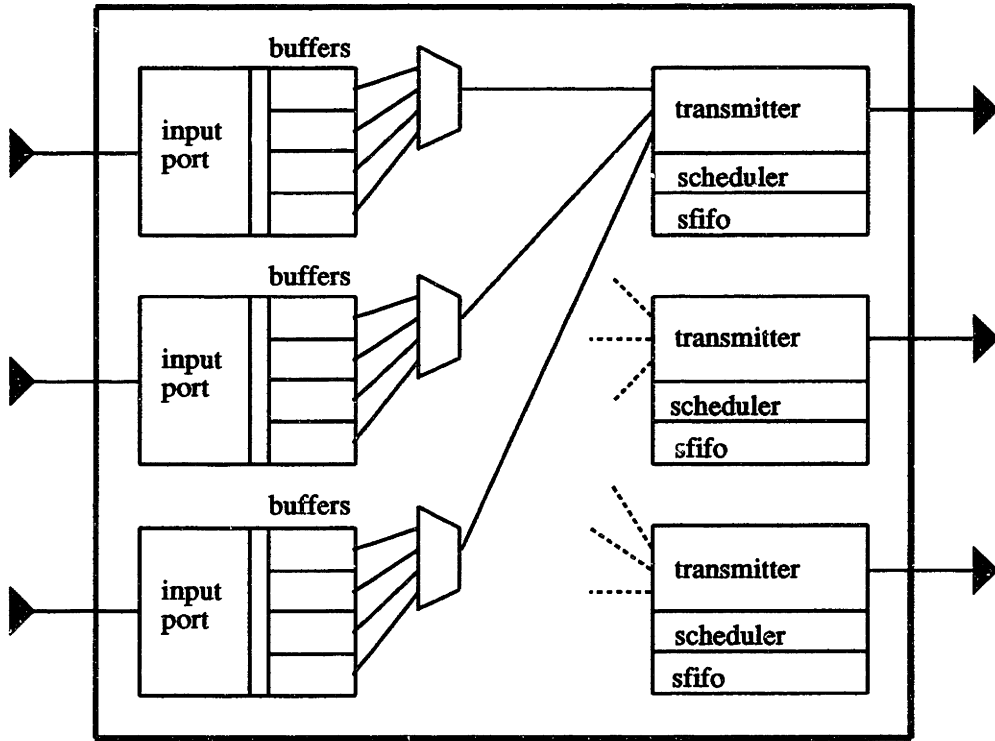 buffers
input
port
transmitter
scheduler
sfifo
buffers
input
port
transmitter
scheduler
sfifo
buffers
input
port
transmitter
scheduler
sfifo